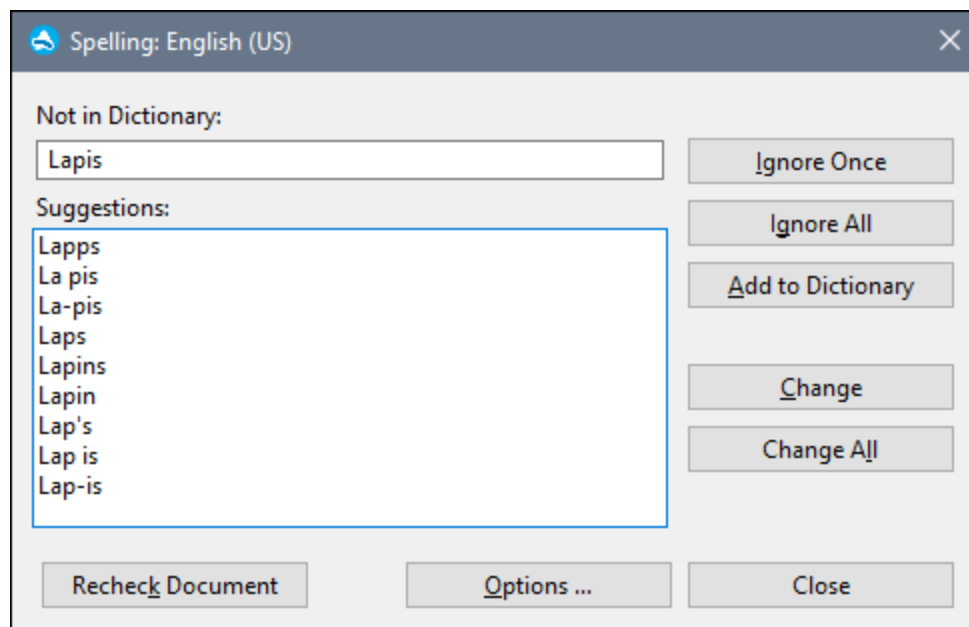 Spelling: English (US)
Not in Dictionary:
Lapis
Ignore Once
Suggestions:
Ignore All
Lapps
La pis
La-pis
Laps
Lapins
Lapin
Lap's
Lap is
Lap-is
Add to Dictionary
Change
Change All
Recheck Document
Options ...
Close